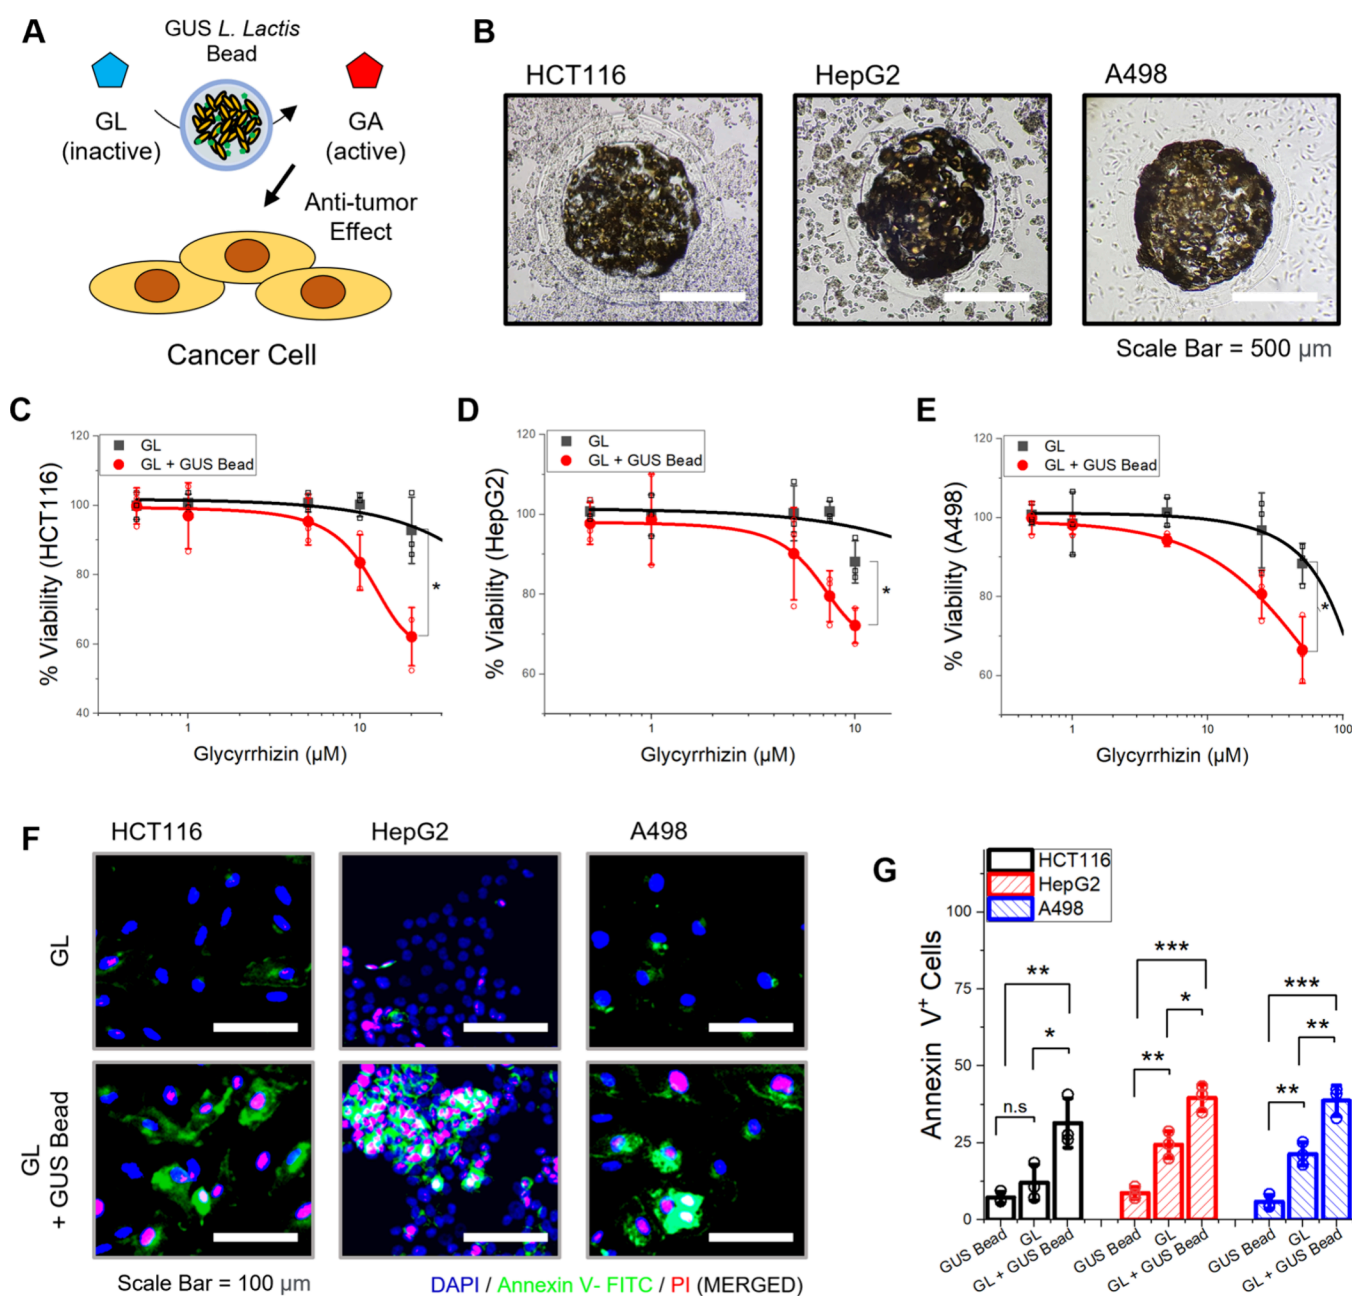 A
GUS L. Lactis
Bead
GL
(inactive)
GA
(active)
Anti-tumor
Effect
Cancer Cell
B
HCT116
HepG2
A498
Scale Bar = 500 μm
C
GL
GL + GUS Bead
120
100
80
60
40
1
10
% Viability (HCT116)
Glycyrrhizin (μM)
*
D
GL
GL + GUS Bead
120
100
80
60
1
10
% Viability (HepG2)
Glycyrrhizin (μM)
*
E
GL
GL + GUS Bead
120
100
80
60
1
10
100
% Viability (A498)
Glycyrrhizin (μM)
*
F
HCT116
HepG2
A498
GL
GL
+ GUS Bead
Scale Bar = 100 μm
DAPI / Annexin V- FITC / PI (MERGED)
G
HCT116
HepG2
A498
Annexin V+ Cells
100
75
50
25
0
n.s
*
**
**
*
***
**
**
***
GUS Bead
GL
GL + GUS Bead
GUS Bead
GL
GL + GUS Bead
GUS Bead
GL
GL + GUS Bead